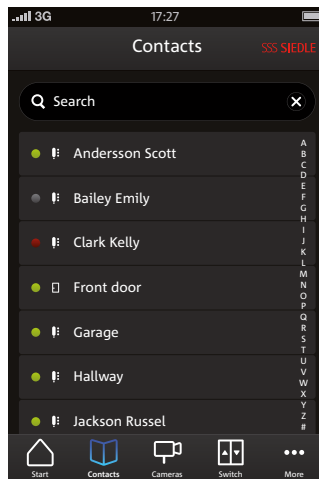 3G 17:27
Contacts SSS SIEDLE
Search
Andersson Scott
Bailey Emily
Clark Kelly
Front door
Garage
Hallway
Jackson Russel
A
B
C
D
E
F
G
H
I
J
K
L
M
N
O
P
Q
R
S
T
U
V
W
X
Y
Z
#
Start Contacts Cameras Switch More